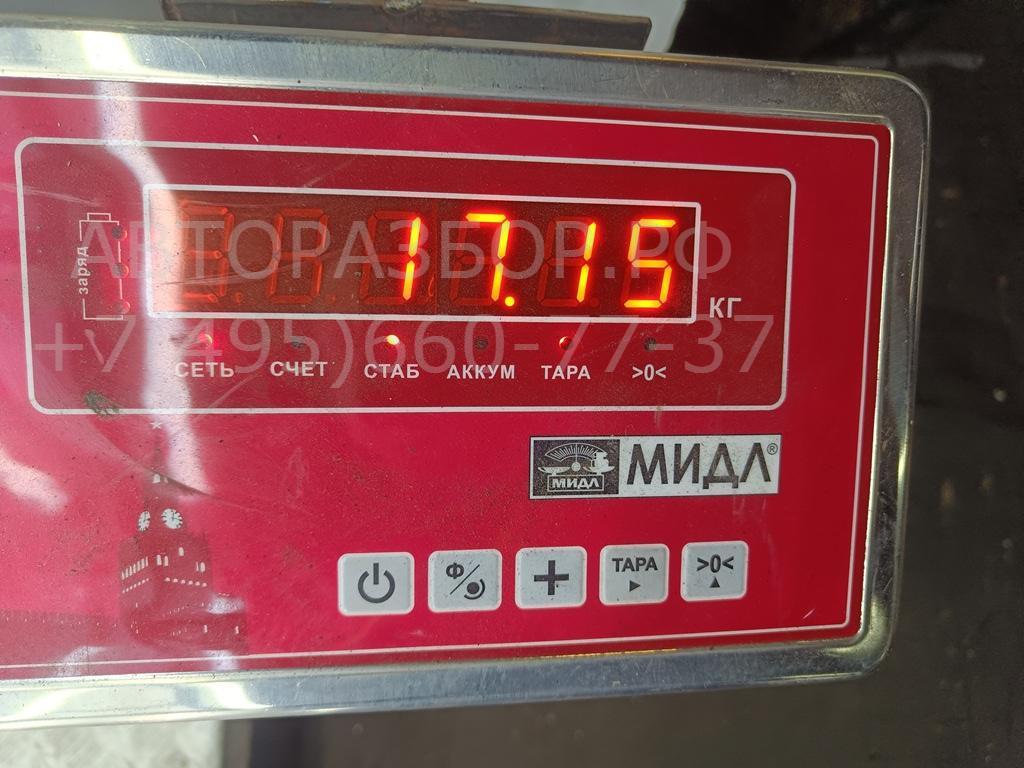 заряд
17.15
кг
АВТОРАЗБОР.РФ
+7(495)660-77-37
СЕТЬ СЧЕТ СТАБ АККУМ ТАРА >0<
МИДЛ МИДЛ®
Ф ТАРА >0<